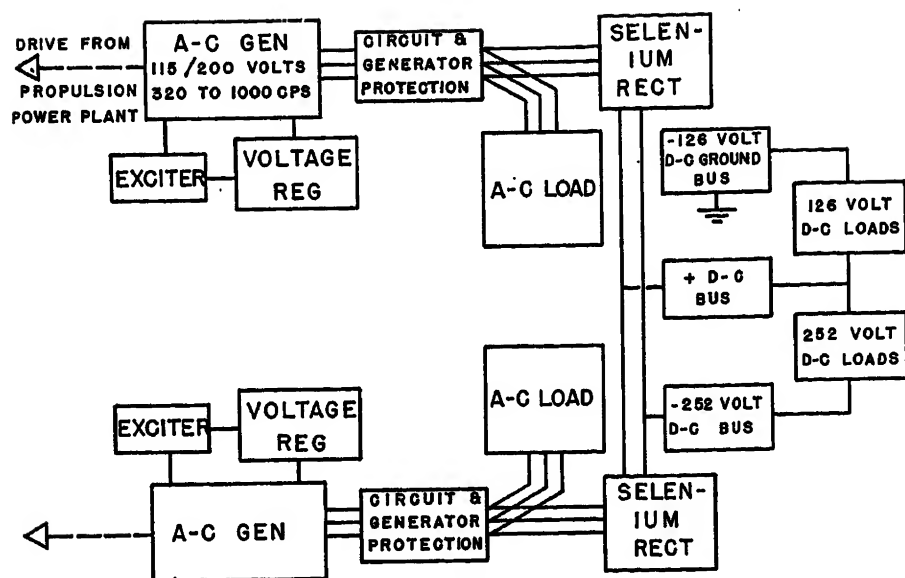 DRIVE FROM
PROPULSION
POWER PLANT
A-C GEN
115/200 VOLTS
320 TO 1000 CPS
CIRCUIT &
GENERATOR
PROTECTION
SELEN-
IUM
RECT
EXCITER
VOLTAGE
REG
A-C LOAD
-126 VOLT
D-C GROUND
BUS
126 VOLT
D-C LOADS
+ D-C
BUS
252 VOLT
D-C LOADS
-252 VOLT
D-C BUS
A-C LOAD
EXCITER
VOLTAGE
REG
A-C GEN
CIRCUIT &
GENERATOR
PROTECTION
SELEN-
IUM
RECT